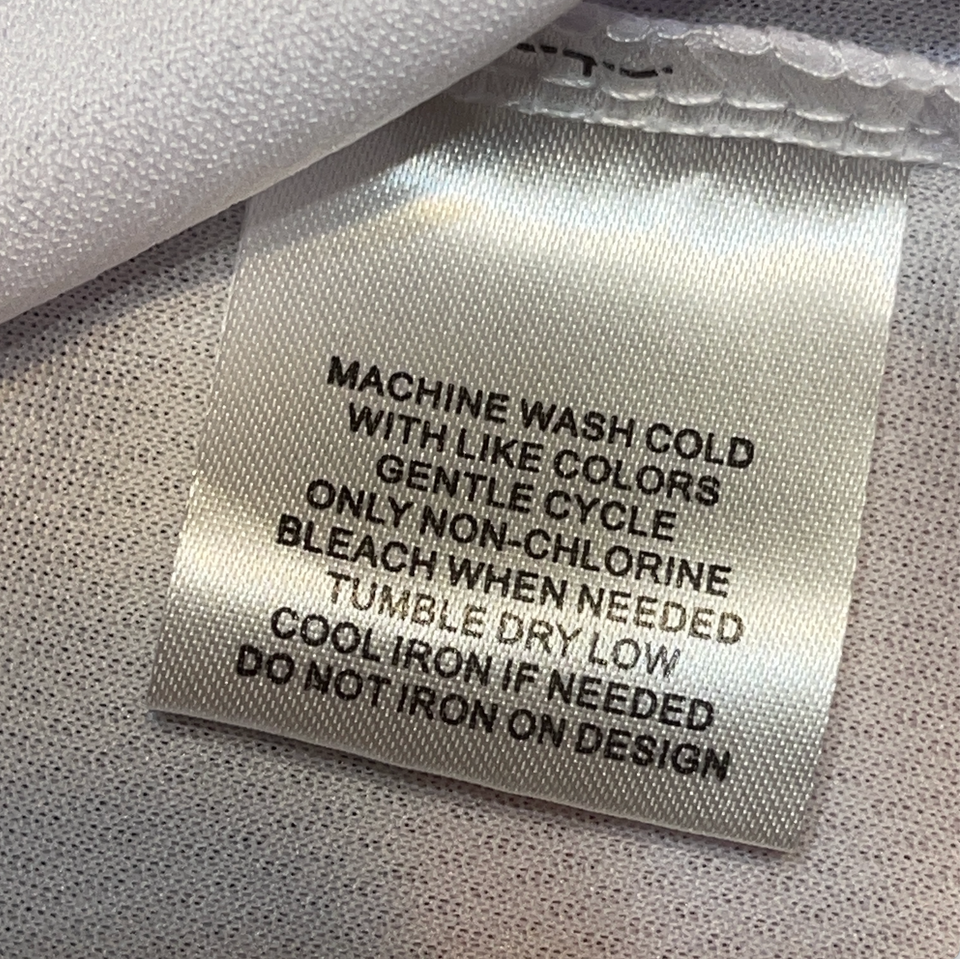 MACHINE WASH COLD
WITH LIKE COLORS
GENTLE CYCLE
ONLY NON-CHLORINE
BLEACH WHEN NEEDED
TUMBLE DRY LOW
COOL IRON IF NEEDED
DO NOT IRON ON DESIGN